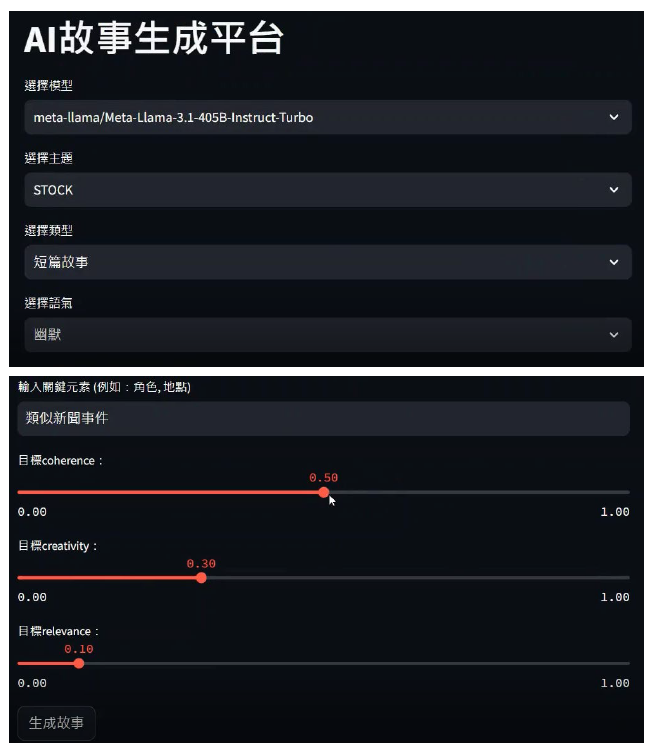 AI故事生成平台
選擇模型
meta-llama/Meta-Llama-3.1-405B-Instruct-Turbo
選擇主題
STOCK
選擇類型
短篇故事
選擇語氣
幽默
輸入關鍵元素 (例如：角色, 地點)
類似新聞事件
目標coherence：
0.50
0.00 1.00
目標creativity：
0.30
0.00 1.00
目標relevance：
0.10
0.00 1.00
生成故事